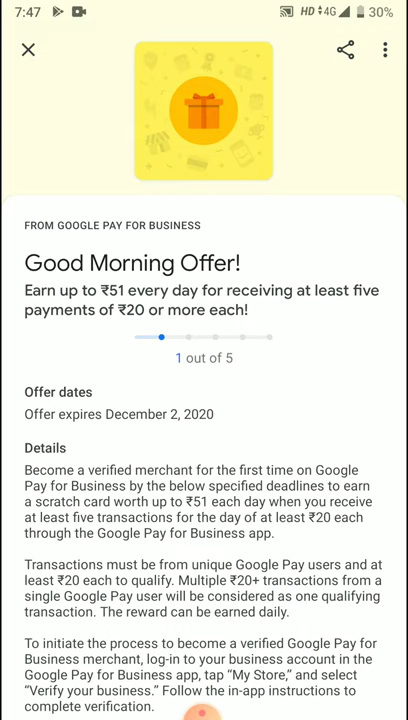 7:47 HD 4G 30%
FROM GOOGLE PAY FOR BUSINESS
Good Morning Offer!
Earn up to ₹51 every day for receiving at least five
payments of ₹20 or more each!
1 out of 5
Offer dates
Offer expires December 2, 2020
Details
Become a verified merchant for the first time on Google
Pay for Business by the below specified deadlines to earn
a scratch card worth up to ₹51 each day when you receive
at least five transactions for the day of at least ₹20 each
through the Google Pay for Business app.
Transactions must be from unique Google Pay users and at
least ₹20 each to qualify. Multiple ₹20+ transactions from a
single Google Pay user will be considered as one qualifying
transaction. The reward can be earned daily.
To initiate the process to become a verified Google Pay for
Business merchant, log-in to your business account in the
Google Pay for Business app, tap “My Store,” and select
“Verify your business.” Follow the in-app instructions to
complete verification.